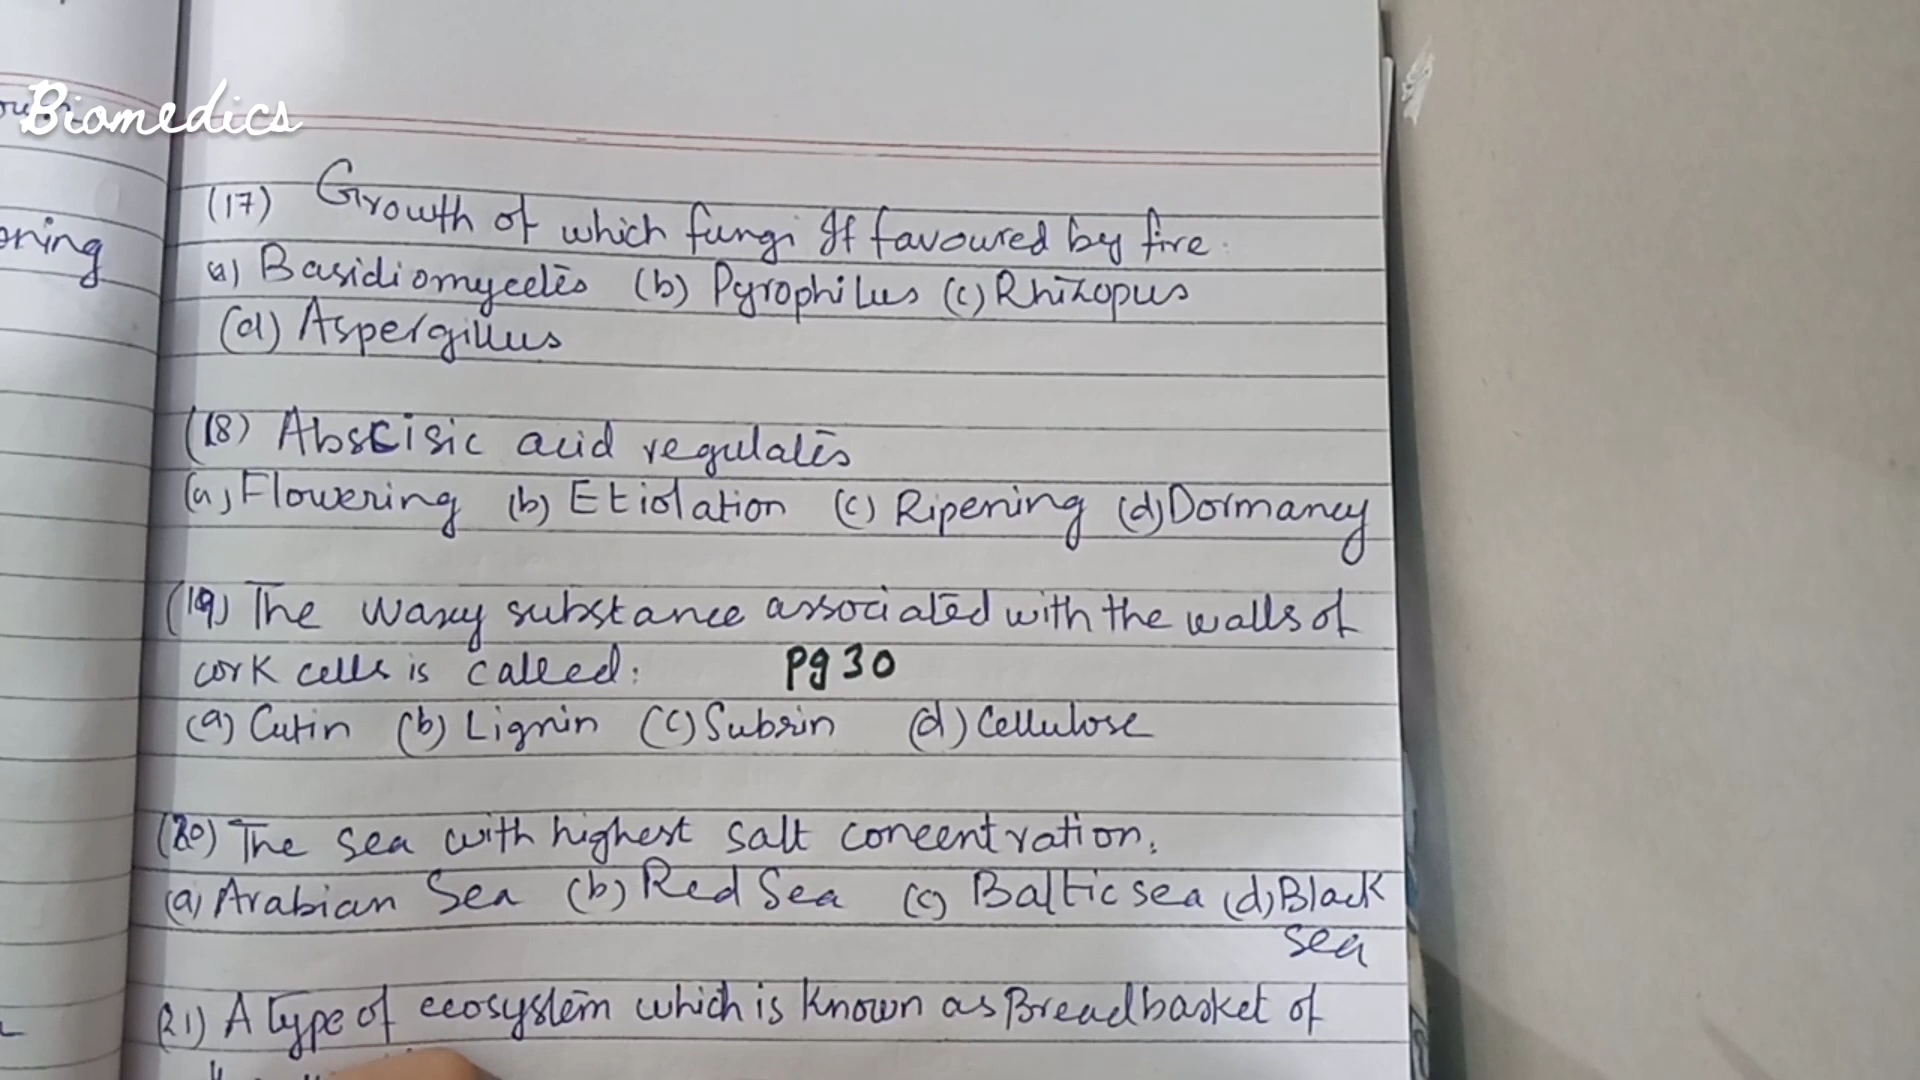 Biomedics
oning
(17) Growth of which fungi If favoured by fire.
(a) Basidiomycetes (b) Pyrophilus (c) Rhizopus
(d) Aspergillus
(18) Abscisic acid regulates
(a) Flowering (b) Etiolation (c) Ripening (d) Dormancy
(19) The waxy substance associated with the walls of
cork cells is called: Pg 30
(a) Cutin (b) Lignin (c) Subrin (d) Cellulose
(20) The sea with highest salt concentration.
(a) Arabian Sea (b) Red Sea (c) Baltic sea (d) Black
sea
(21) A type of ecosystem which is known as Breadbasket of